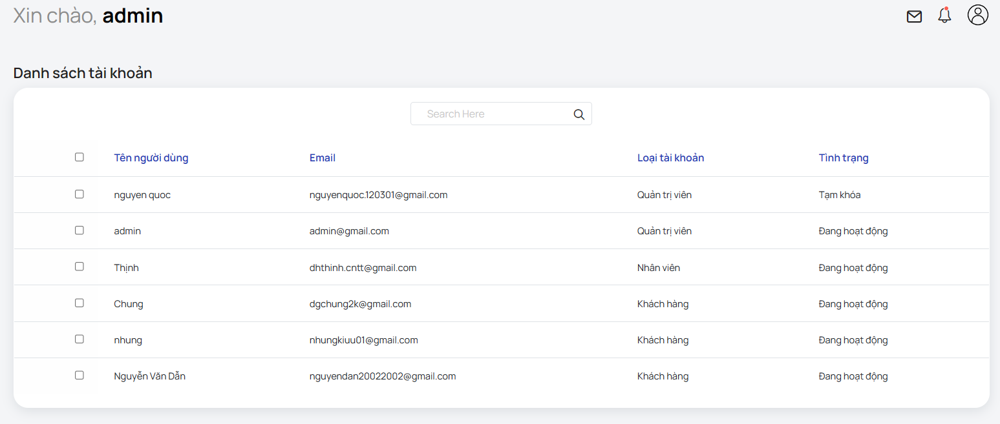 Xin chào, admin
Danh sách tài khoản
Search Here
Tên người dùng Email Loại tài khoản Tình trạng
nguyen quoc nguyenquoc.120301@gmail.com Quản trị viên Tạm khóa
admin admin@gmail.com Quản trị viên Đang hoạt động
Thịnh dhthinh.cntt@gmail.com Nhân viên Đang hoạt động
Chung dgchung2k@gmail.com Khách hàng Đang hoạt động
nhung nhungkiuu01@gmail.com Khách hàng Đang hoạt động
Nguyễn Văn Dẫn nguyendan20022002@gmail.com Khách hàng Đang hoạt động